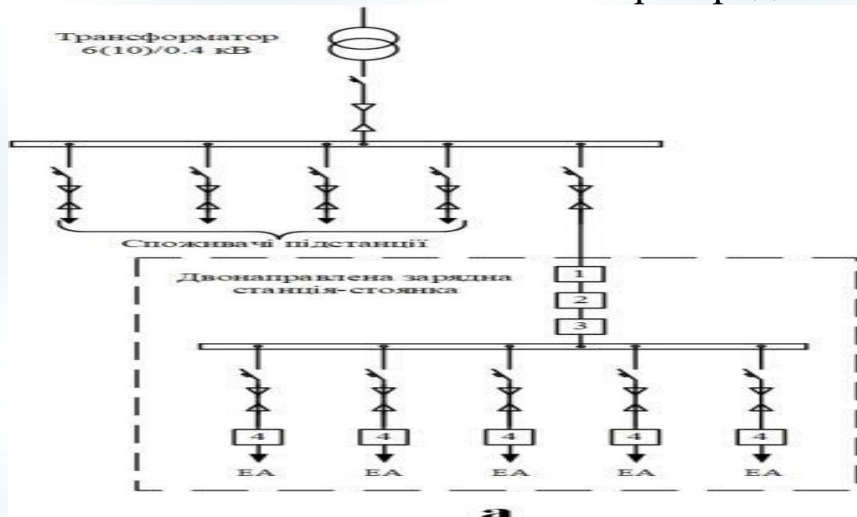 Трансформатор
6(10)/0.4 кВ
Споживачі підстанції
Двонаправлена зарядна
станція-стоянка
1
2
3
4 4 4 4 4
ЕА ЕА ЕА ЕА ЕА
а